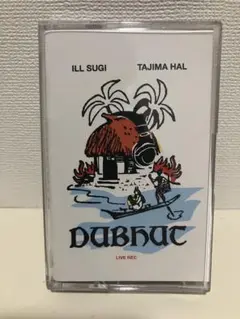 ILL SUGI TAJIMA HAL
DUBHUT
LIVE REC